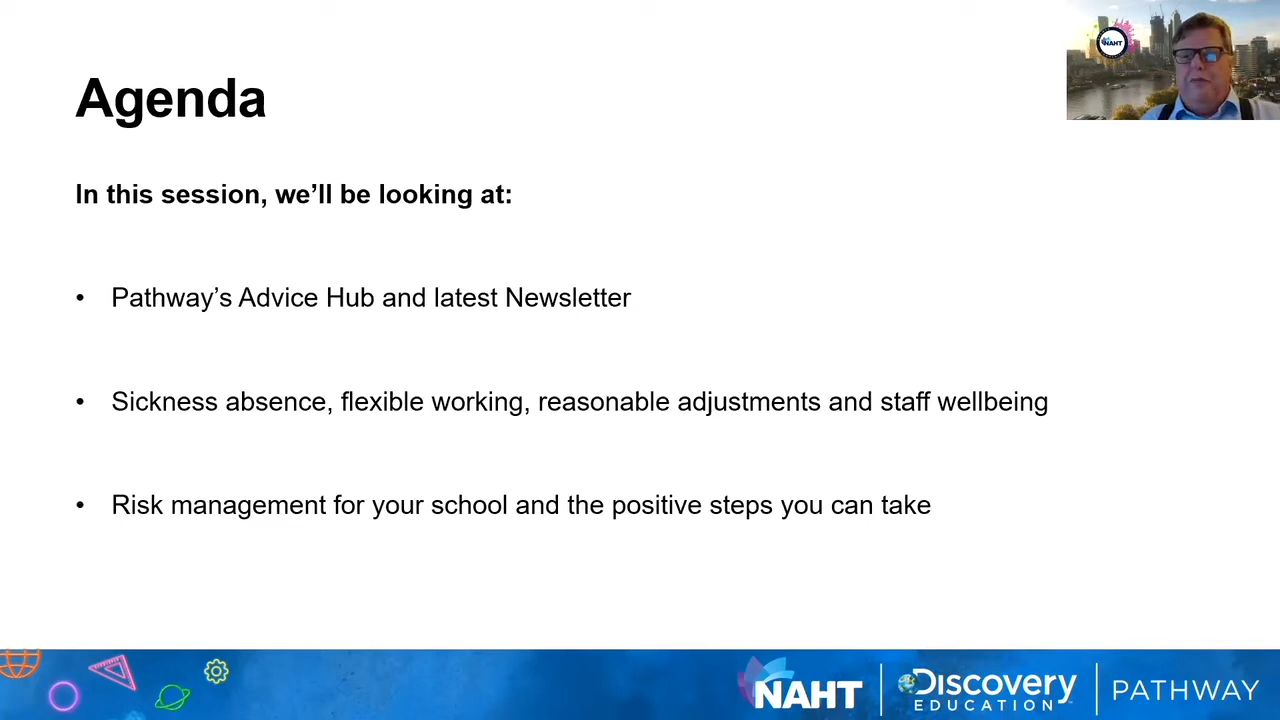 NAHT
Agenda
In this session, we'll be looking at:
• Pathway's Advice Hub and latest Newsletter
• Sickness absence, flexible working, reasonable adjustments and staff wellbeing
• Risk management for your school and the positive steps you can take
NAHT
Discovery
EDUCATION
PATHWAY